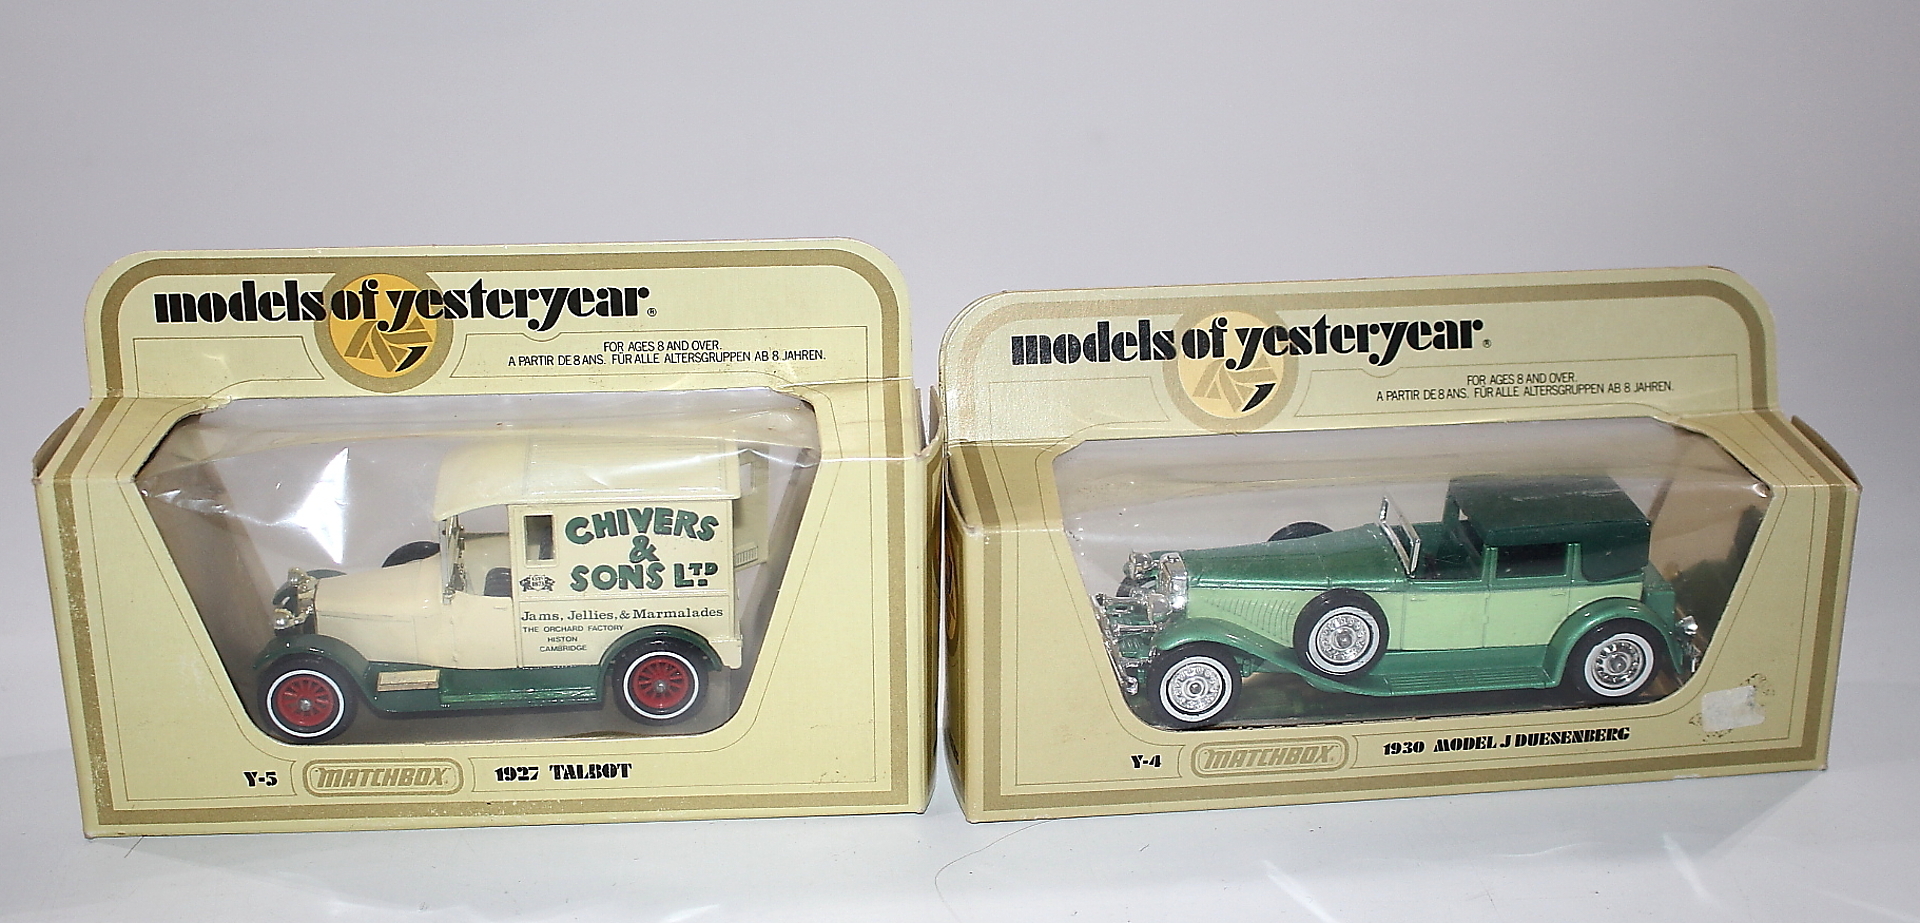 models of yesteryear®
FOR AGES 8 AND OVER.
A PARTIR DE 8 ANS. FÜR ALLE ALTERSGRUPPEN AB 8 JAHREN.
CHIVERS
&
SONS LTD
Jams, Jellies, & Marmalades
THE ORCHARD FACTORY
HISTON
CAMBRIDGE
Y-5 MATCHBOX 1927 TALBOT
models of yesteryear®
FOR AGES 8 AND OVER.
A PARTIR DE 8 ANS. FÜR ALLE ALTERSGRUPPEN AB 8 JAHREN.
Y-4 MATCHBOX 1930 MODEL J DUESENBERG